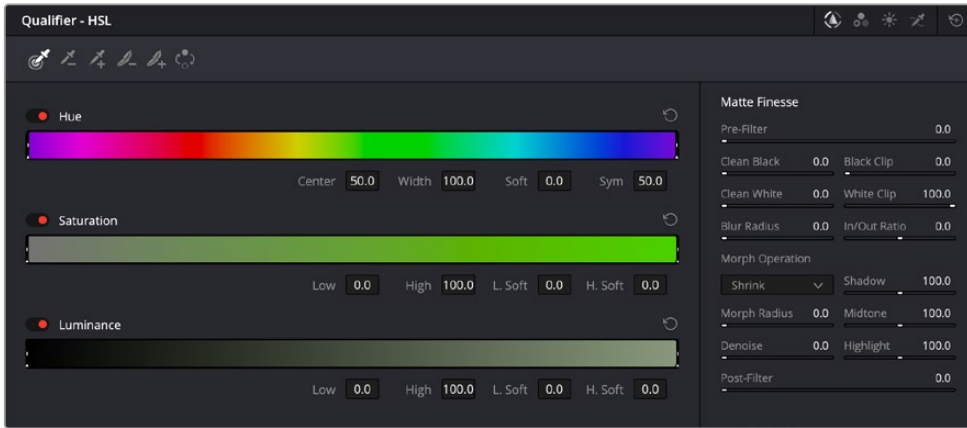 Qualifier - HSL
Hue
Center 50.0 Width 100.0 Soft 0.0 Sym 50.0
Saturation
Low 0.0 High 100.0 L. Soft 0.0 H. Soft 0.0
Luminance
Low 0.0 High 100.0 L. Soft 0.0 H. Soft 0.0
Matte Finesse
Pre-Filter 0.0
Clean Black 0.0 Black Clip 0.0
Clean White 0.0 White Clip 100.0
Blur Radius 0.0 In/Out Ratio 0.0
Morph Operation
Shrink Shadow 100.0
Morph Radius 0.0 Midtone 100.0
Denoise 0.0 Highlight 100.0
Post-Filter 0.0